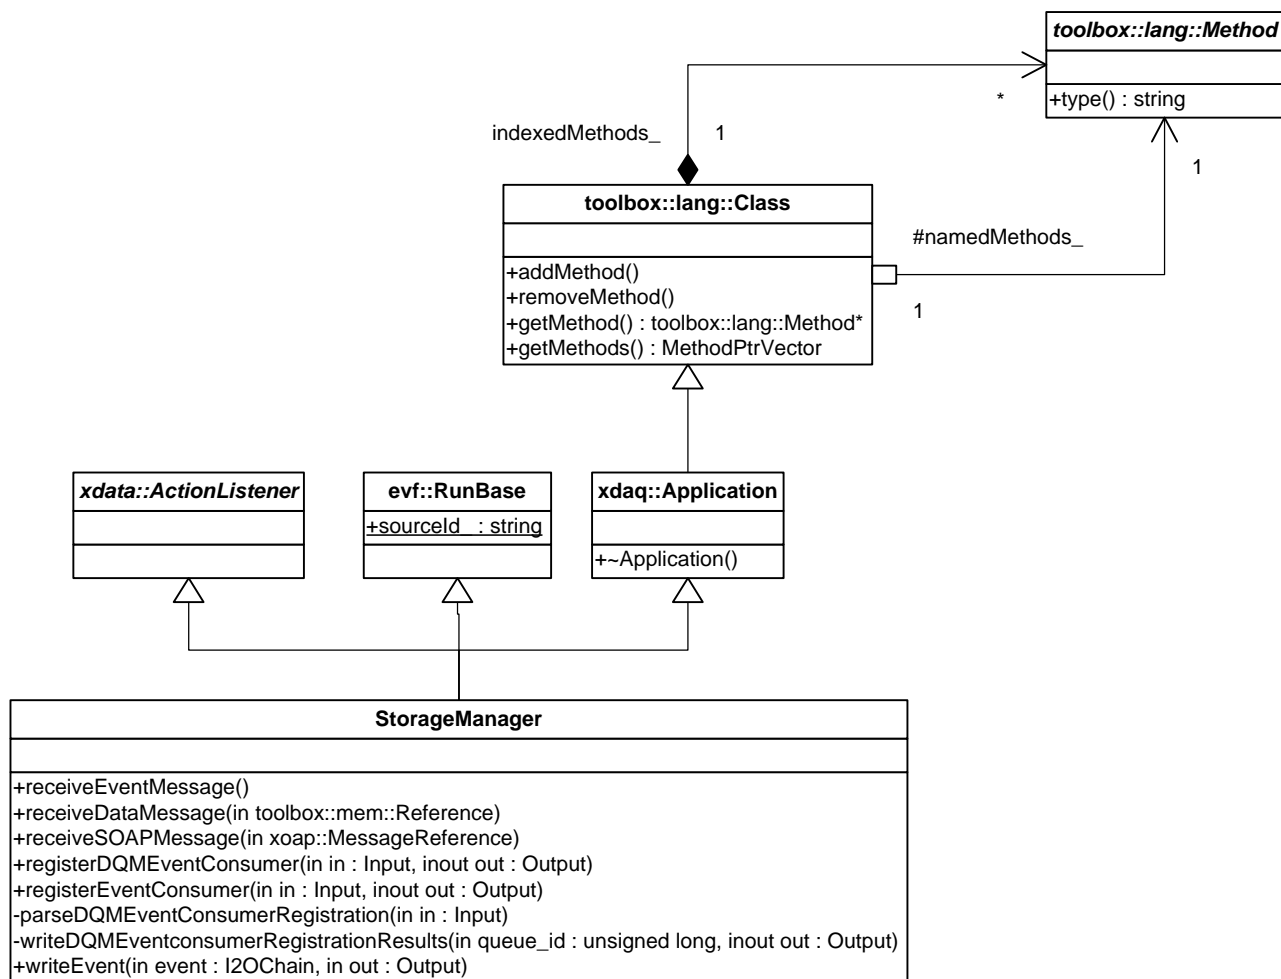 toolbox::lang::Method
+type() : string
*
indexedMethods_
1
1
toolbox::lang::Class
#namedMethods_
+addMethod()
+removeMethod()
+getMethod() : toolbox::lang::Method*
+getMethods() : MethodPtrVector
1
xdata::ActionListener
evf::RunBase
+sourceId_ : string
xdaq::Application
+~Application()
StorageManager
+receiveEventMessage()
+receiveDataMessage(in toolbox::mem::Reference)
+receiveSOAPMessage(in xoap::MessageReference)
+registerDQMEventConsumer(in in : Input, inout out : Output)
+registerEventConsumer(in in : Input, inout out : Output)
-parseDQMEventConsumerRegistration(in in : Input)
-writeDQMEventconsumerRegistrationResults(in queue_id : unsigned long, inout out : Output)
+writeEvent(in event : I2OChain, in out : Output)